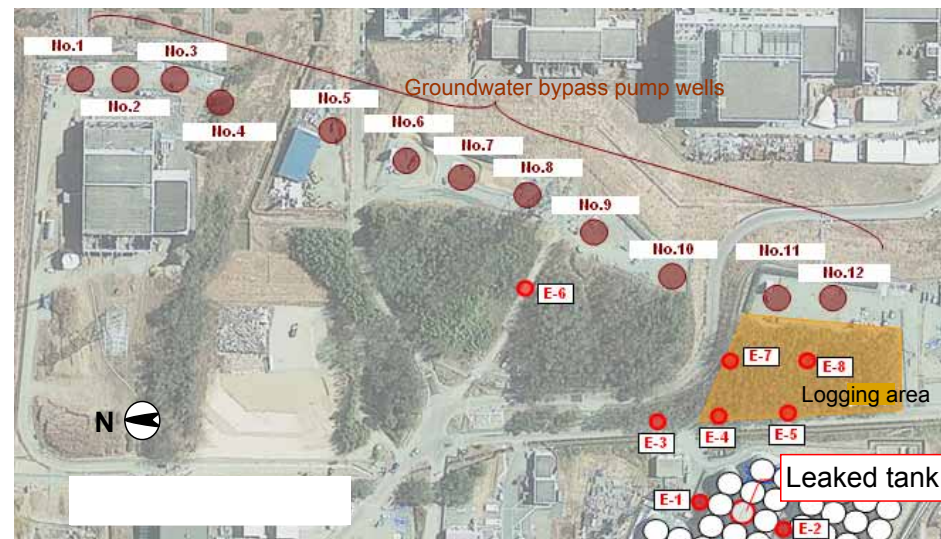 No.1
No.3
No.2
No.4
No.5
Groundwater bypass pump wells
No.6
No.7
No.8
No.9
No.10
No.11
No.12
E-6
E-7
E-8
Logging area
N
E-3
E-4
E-5
Leaked tank
E-1
E-2